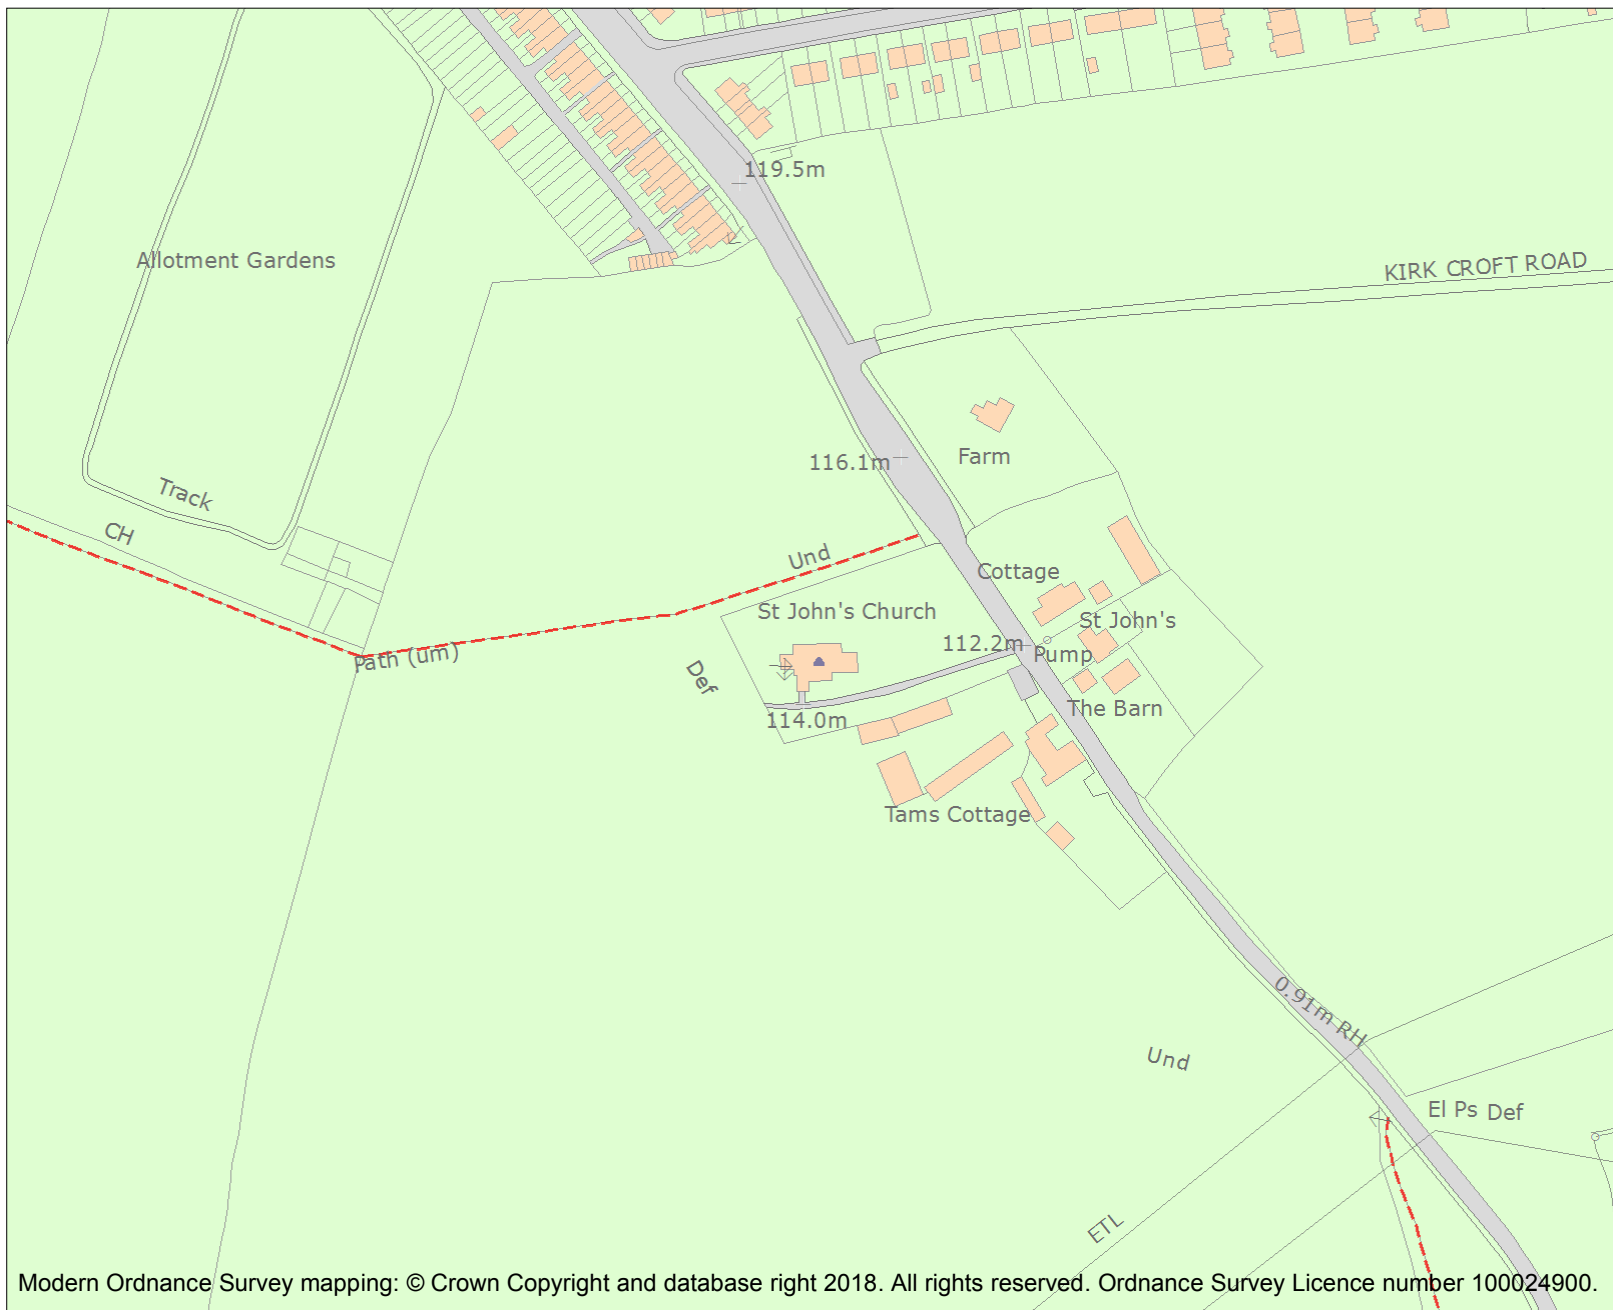 119.5m
Allotment Gardens
KIRK CROFT ROAD
116.1m
Farm
Track
CH
Und
Cottage
St John's Church
St John's
112.2m
Pump
Path (um)
Def
The Barn
114.0m
Tams Cottage
0.91m RH
Und
El Ps Def
ETL
Modern Ordnance Survey mapping: © Crown Copyright and database right 2018. All rights reserved. Ordnance Survey Licence number 100024900.